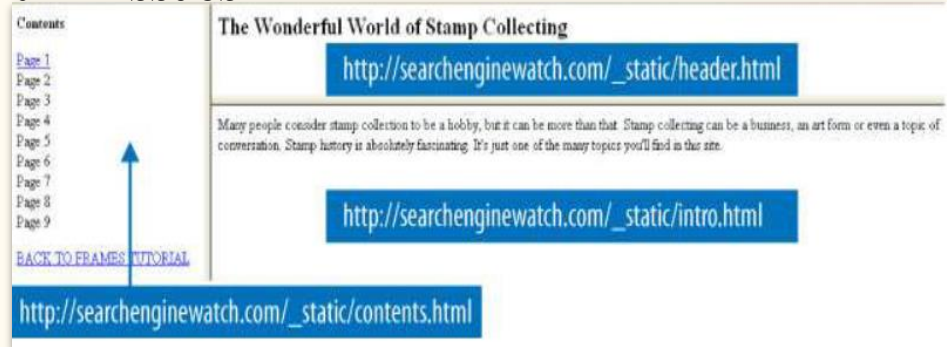 Contents
Page 1
Page 2
Page 3
Page 4
Page 5
Page 6
Page 7
Page 8
Page 9
BACK TO FRAMES TUTORIAL
http://searchenginewatch.com/_static/contents.html
The Wonderful World of Stamp Collecting
http://searchenginewatch.com/_static/header.html
Many people consider stamp collection to be a hobby, but it can be more than that. Stamp collecting can be a business, an art form or even a topic of
conversation. Stamp history is absolutely fascinating. It's just one of the many topics you'll find in this site.
http://searchenginewatch.com/_static/intro.html